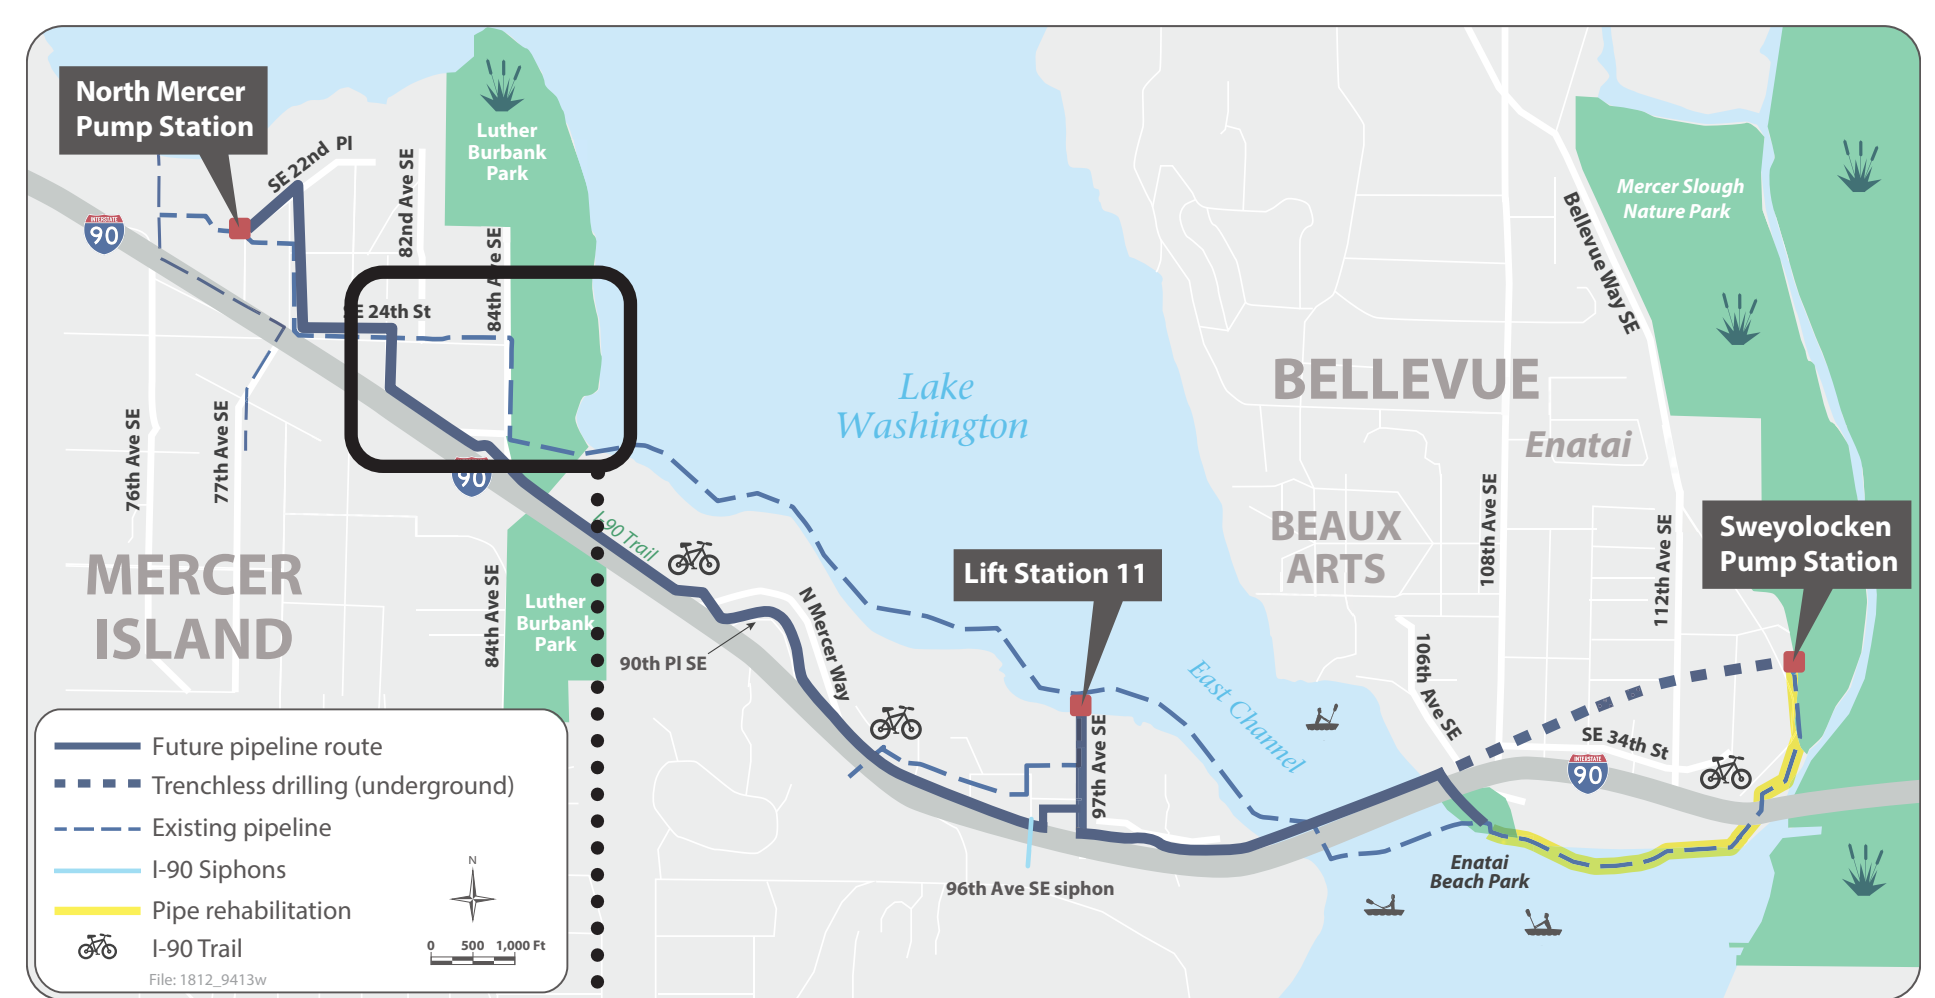 North Mercer
Pump Station
SE 22nd Pl
82nd Ave SE
Luther
Burbank
Park
84th Ave SE
INTERSTATE
90
SE 24th St
76th Ave SE
77th Ave SE
90
MERCER
ISLAND
84th Ave SE
Luther
Burbank
Park
I-90 Trail
90th Pl SE
N Mercer Way
Lake
Washington
Lift Station 11
97th Ave SE
96th Ave SE siphon
East Channel
BELLEVUE
Enatai
BEAUX
ARTS
Bellevue Way SE
Mercer Slough
Nature Park
108th Ave SE
112th Ave SE
106th Ave SE
Sweyolocken
Pump Station
SE 34th St
INTERSTATE
90
Enatai
Beach Park
Future pipeline route
Trenchless drilling (underground)
Existing pipeline
I-90 Siphons
Pipe rehabilitation
I-90 Trail
File: 1812_9413w
N
0 500 1,000 Ft